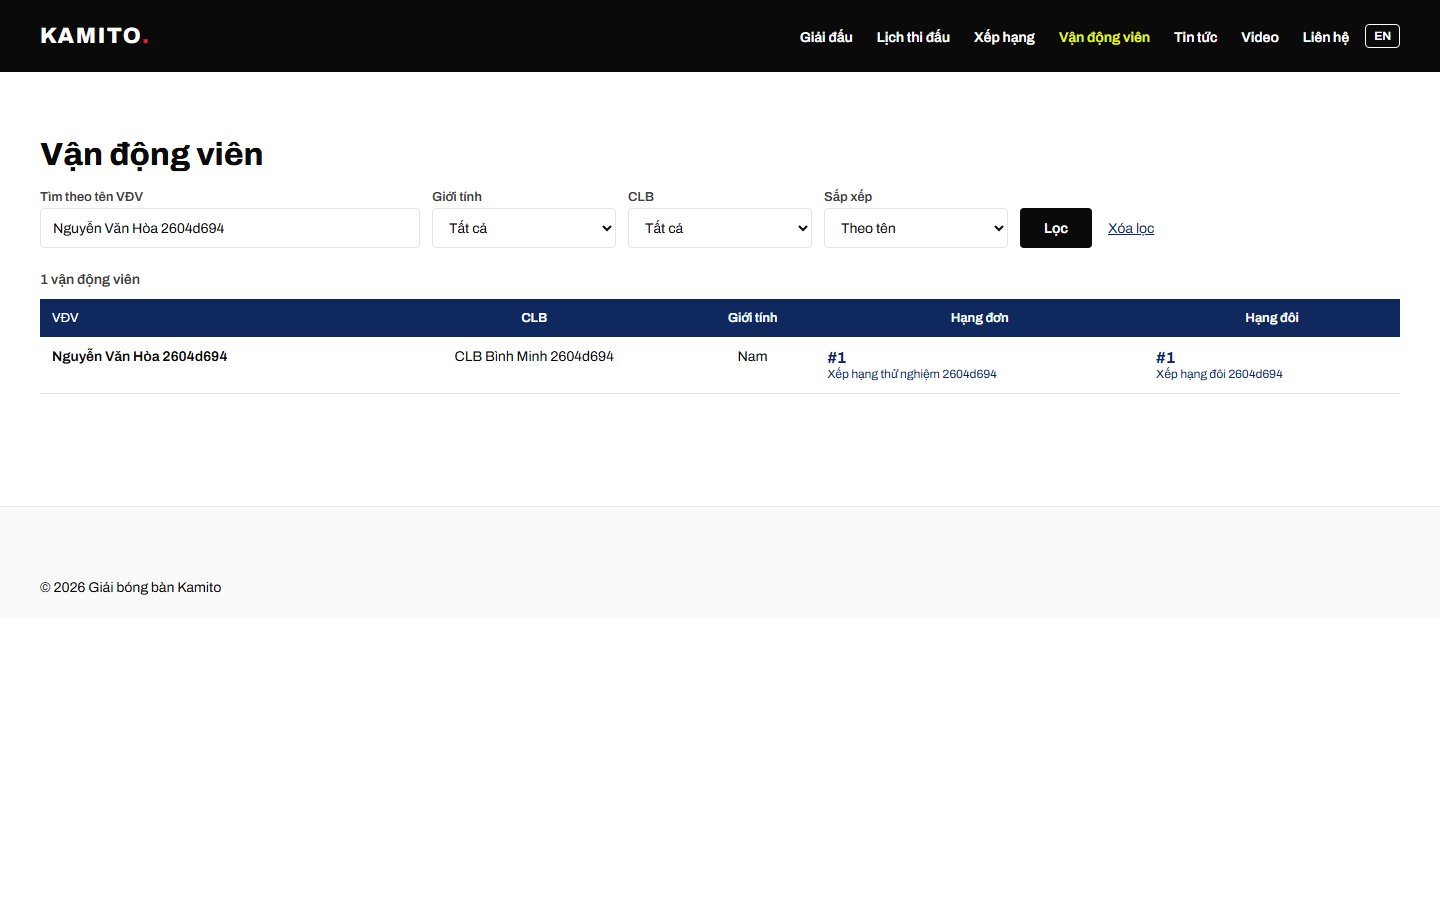 KAMITO.
Giải đấu Lịch thi đấu Xếp hạng Vận động viên Tin tức Video Liên hệ EN
Vận động viên
Tìm theo tên VĐV Giới tính CLB Sắp xếp
Nguyễn Văn Hòa 2604d694 Tất cả Tất cả Theo tên Lọc Xóa lọc
1 vận động viên
VĐV CLB Giới tính Hạng đơn Hạng đôi
Nguyễn Văn Hòa 2604d694 CLB Bình Minh 2604d694 Nam #1 #1
Xếp hạng thử nghiệm 2604d694 Xếp hạng đôi 2604d694
© 2026 Giải bóng bàn Kamito